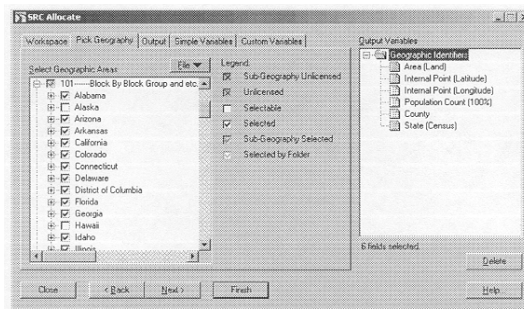 SRC Allocate
Workspace Pick Geography Output Simple Variables Custom Variables
Select Geographic Areas: File
101-----Block By Block Group and etc.
Alabama
Alaska
Arizona
Arkansas
California
Colorado
Connecticut
Delaware
District of Columbia
Florida
Georgia
Hawaii
Idaho
Illinois
Legend:
Sub-Geography Unlicensed
Unlicensed
Selectable
Selected
Sub-Geography Selected
Selected by Folder
Output Variables
Geographic Identifiers
Area (Land)
Internal Point (Latitude)
Internal Point (Longitude)
Population Count (100%)
County
State (Census)
6 fields selected.
Delete
Close < Back Next > Finish Help...